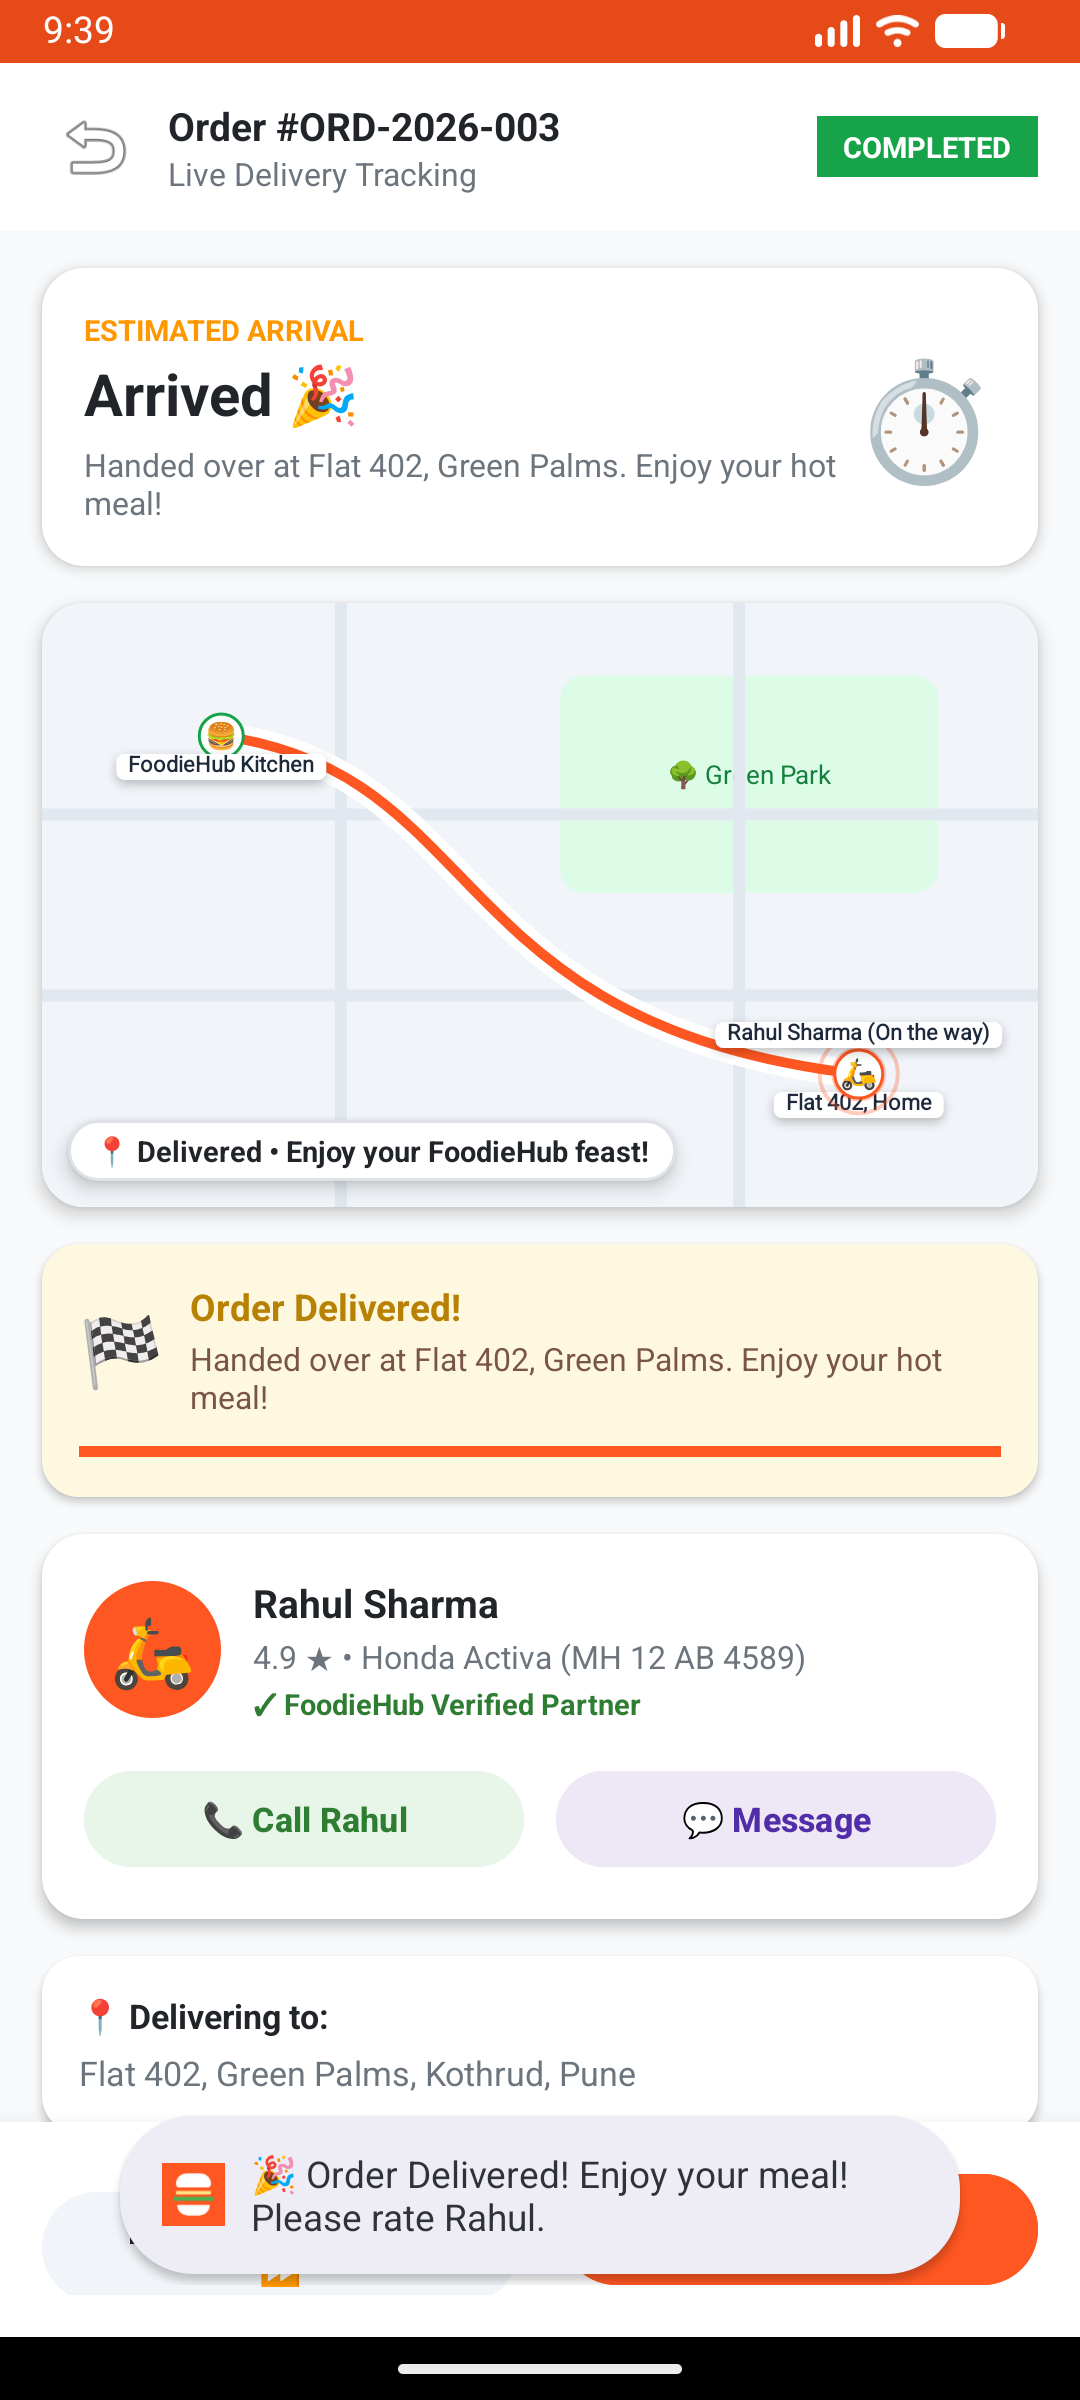 9:39
Order #ORD-2026-003
Live Delivery Tracking
COMPLETED
ESTIMATED ARRIVAL
Arrived 🎉
Handed over at Flat 402, Green Palms. Enjoy your hot
meal!
FoodieHub Kitchen
🌳 Green Park
Rahul Sharma (On the way)
Flat 402, Home
📍 Delivered • Enjoy your FoodieHub feast!
Order Delivered!
Handed over at Flat 402, Green Palms. Enjoy your hot
meal!
Rahul Sharma
4.9 ★ • Honda Activa (MH 12 AB 4589)
✓ FoodieHub Verified Partner
📞 Call Rahul
💬 Message
📍 Delivering to:
Flat 402, Green Palms, Kothrud, Pune
🎉 Order Delivered! Enjoy your meal!
Please rate Rahul.